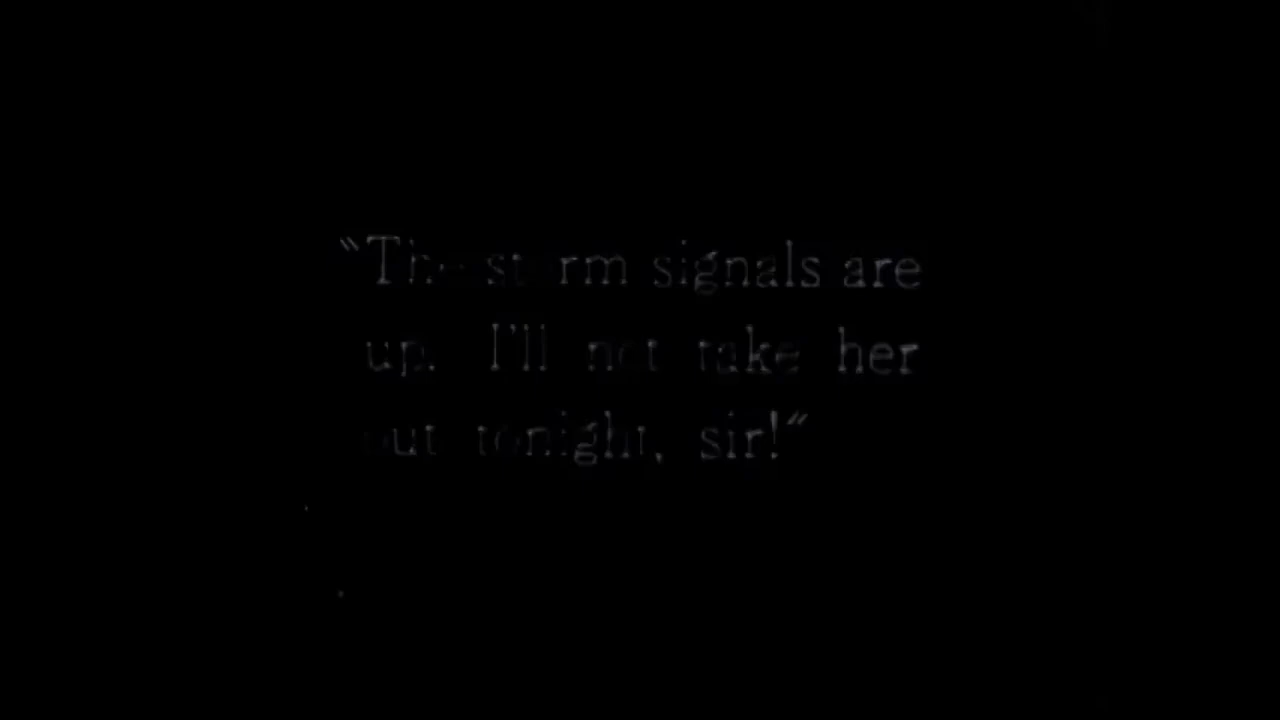 “The storm signals are
up. I'll not take her
out tonight, sir!“